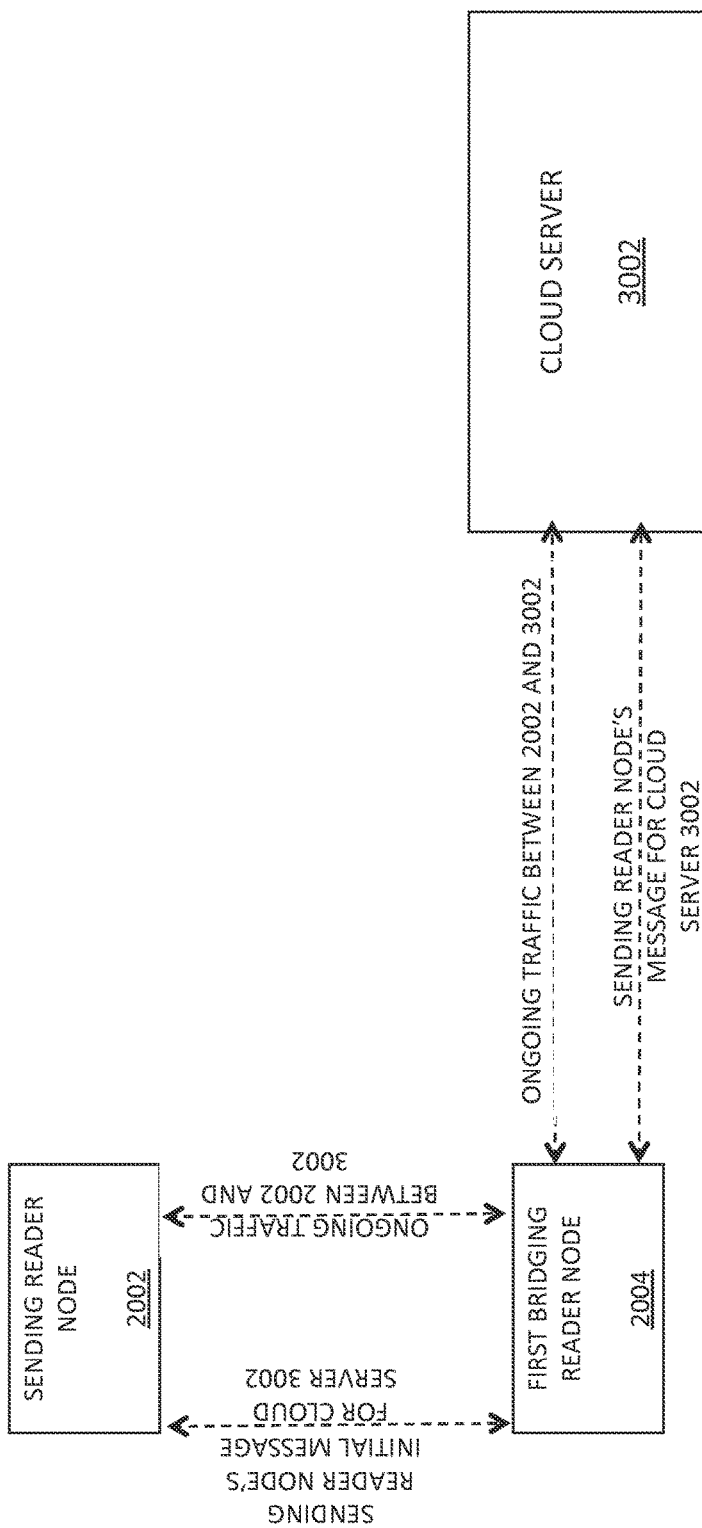 SENDING READER
NODE
2002
SENDING
READER NODE'S
INITIAL MESSAGE
FOR CLOUD
SERVER 3002
ONGOING TRAFFIC
BETWEEN 2002 AND
3002
FIRST BRIDGING
READER NODE
2004
ONGOING TRAFFIC BETWEEN 2002 AND 3002
SENDING READER NODE'S
MESSAGE FOR CLOUD
SERVER 3002
CLOUD SERVER
3002